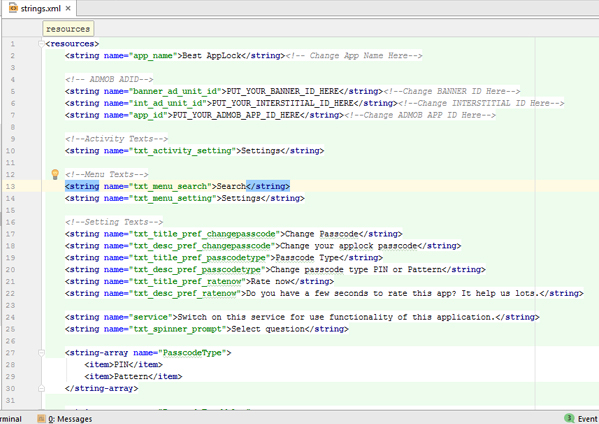 strings.xml
resources
1 <resources>
2 <string name="app_name">Best AppLock</string><!-- Change App Name Here-->
3
4 <!-- ADMOB ADID-->
5 <string name="banner_ad_unit_id">PUT_YOUR_BANNER_ID_HERE</string><!--Change BANNER ID Here-->
6 <string name="int_ad_unit_id">PUT_YOUR_INTERSTITIAL_ID_HERE</string><!--Change INTERSTITIAL ID Here-->
7 <string name="app_id">PUT_YOUR_ADMOB_APP_ID_HERE</string><!--Change ADMOB APP ID Here-->
8
9 <!--Activity Texts-->
10 <string name="txt_activity_setting">Settings</string>
11
12 <!--Menu Texts-->
13 <string name="txt_menu_search">Search</string>
14 <string name="txt_menu_setting">Settings</string>
15
16 <!--Setting Texts-->
17 <string name="txt_title_pref_changepasscode">Change Passcode</string>
18 <string name="txt_desc_pref_changepasscode">Change your applock passcode</string>
19 <string name="txt_title_pref_passcodetype">Passcode Type</string>
20 <string name="txt_desc_pref_passcodetype">Change passcode type PIN or Pattern</string>
21 <string name="txt_title_pref_ratenow">Rate now</string>
22 <string name="txt_desc_pref_ratenow">Do you have a few seconds to rate this app? It help us lots.</string>
23
24 <string name="service">Switch on this service for use functionality of this application.</string>
25 <string name="txt_spinner_prompt">Select question</string>
26
27 <string-array name="PasscodeType">
28 <item>PIN</item>
29 <item>Pattern</item>
30 </string-array>
31
rminal 0: Messages 3 Event